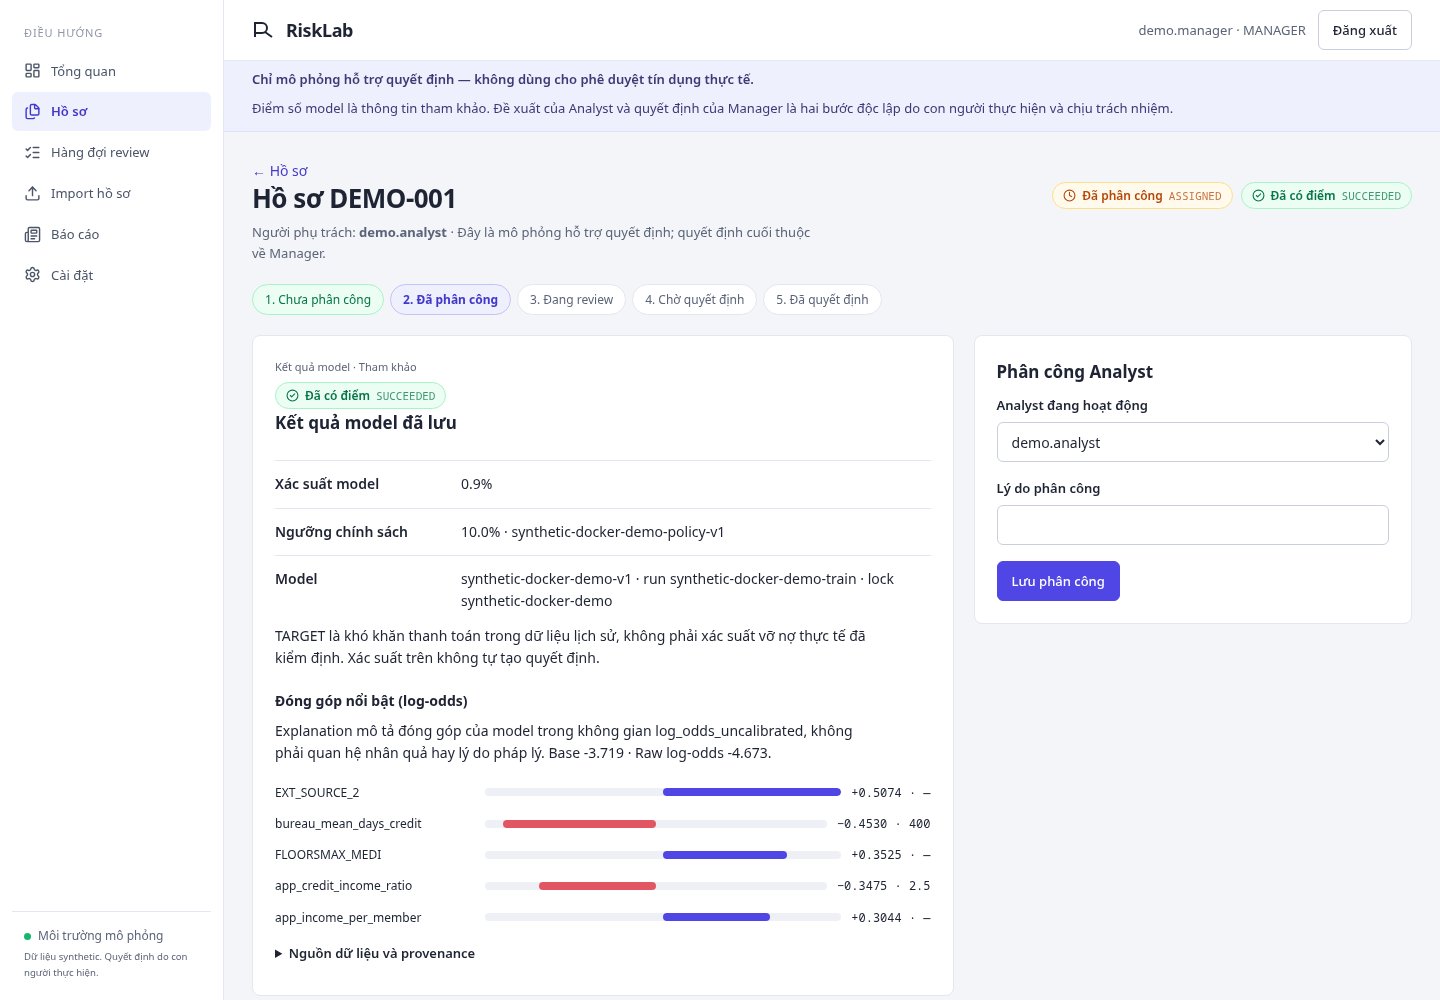 ĐIỀU HƯỚNG
Tổng quan
Hồ sơ
Hàng đợi review
Import hồ sơ
Báo cáo
Cài đặt
Môi trường mô phỏng
Dữ liệu synthetic. Quyết định do con
người thực hiện.
RiskLab
demo.manager · MANAGER
Đăng xuất
Chỉ mô phỏng hỗ trợ quyết định — không dùng cho phê duyệt tín dụng thực tế.
Điểm số model là thông tin tham khảo. Đề xuất của Analyst và quyết định của Manager là hai bước độc lập do con người thực hiện và chịu trách nhiệm.
← Hồ sơ
Hồ sơ DEMO-001
Đã phân công ASSIGNED
Đã có điểm SUCCEEDED
Người phụ trách: demo.analyst · Đây là mô phỏng hỗ trợ quyết định; quyết định cuối thuộc
về Manager.
1. Chưa phân công
2. Đã phân công
3. Đang review
4. Chờ quyết định
5. Đã quyết định
Kết quả model · Tham khảo
Đã có điểm SUCCEEDED
Kết quả model đã lưu
Xác suất model 0.9%
Ngưỡng chính sách 10.0% · synthetic-docker-demo-policy-v1
Model synthetic-docker-demo-v1 · run synthetic-docker-demo-train · lock
synthetic-docker-demo
TARGET là khó khăn thanh toán trong dữ liệu lịch sử, không phải xác suất vỡ nợ thực tế đã
kiểm định. Xác suất trên không tự tạo quyết định.
Đóng góp nổi bật (log-odds)
Explanation mô tả đóng góp của model trong không gian log_odds_uncalibrated, không
phải quan hệ nhân quả hay lý do pháp lý. Base -3.719 · Raw log-odds -4.673.
EXT_SOURCE_2 +0.5074 · —
bureau_mean_days_credit −0.4530 · 400
FLOORSMAX_MEDI +0.3525 · —
app_credit_income_ratio −0.3475 · 2.5
app_income_per_member +0.3044 · —
Nguồn dữ liệu và provenance
Phân công Analyst
Analyst đang hoạt động
demo.analyst
Lý do phân công
Lưu phân công